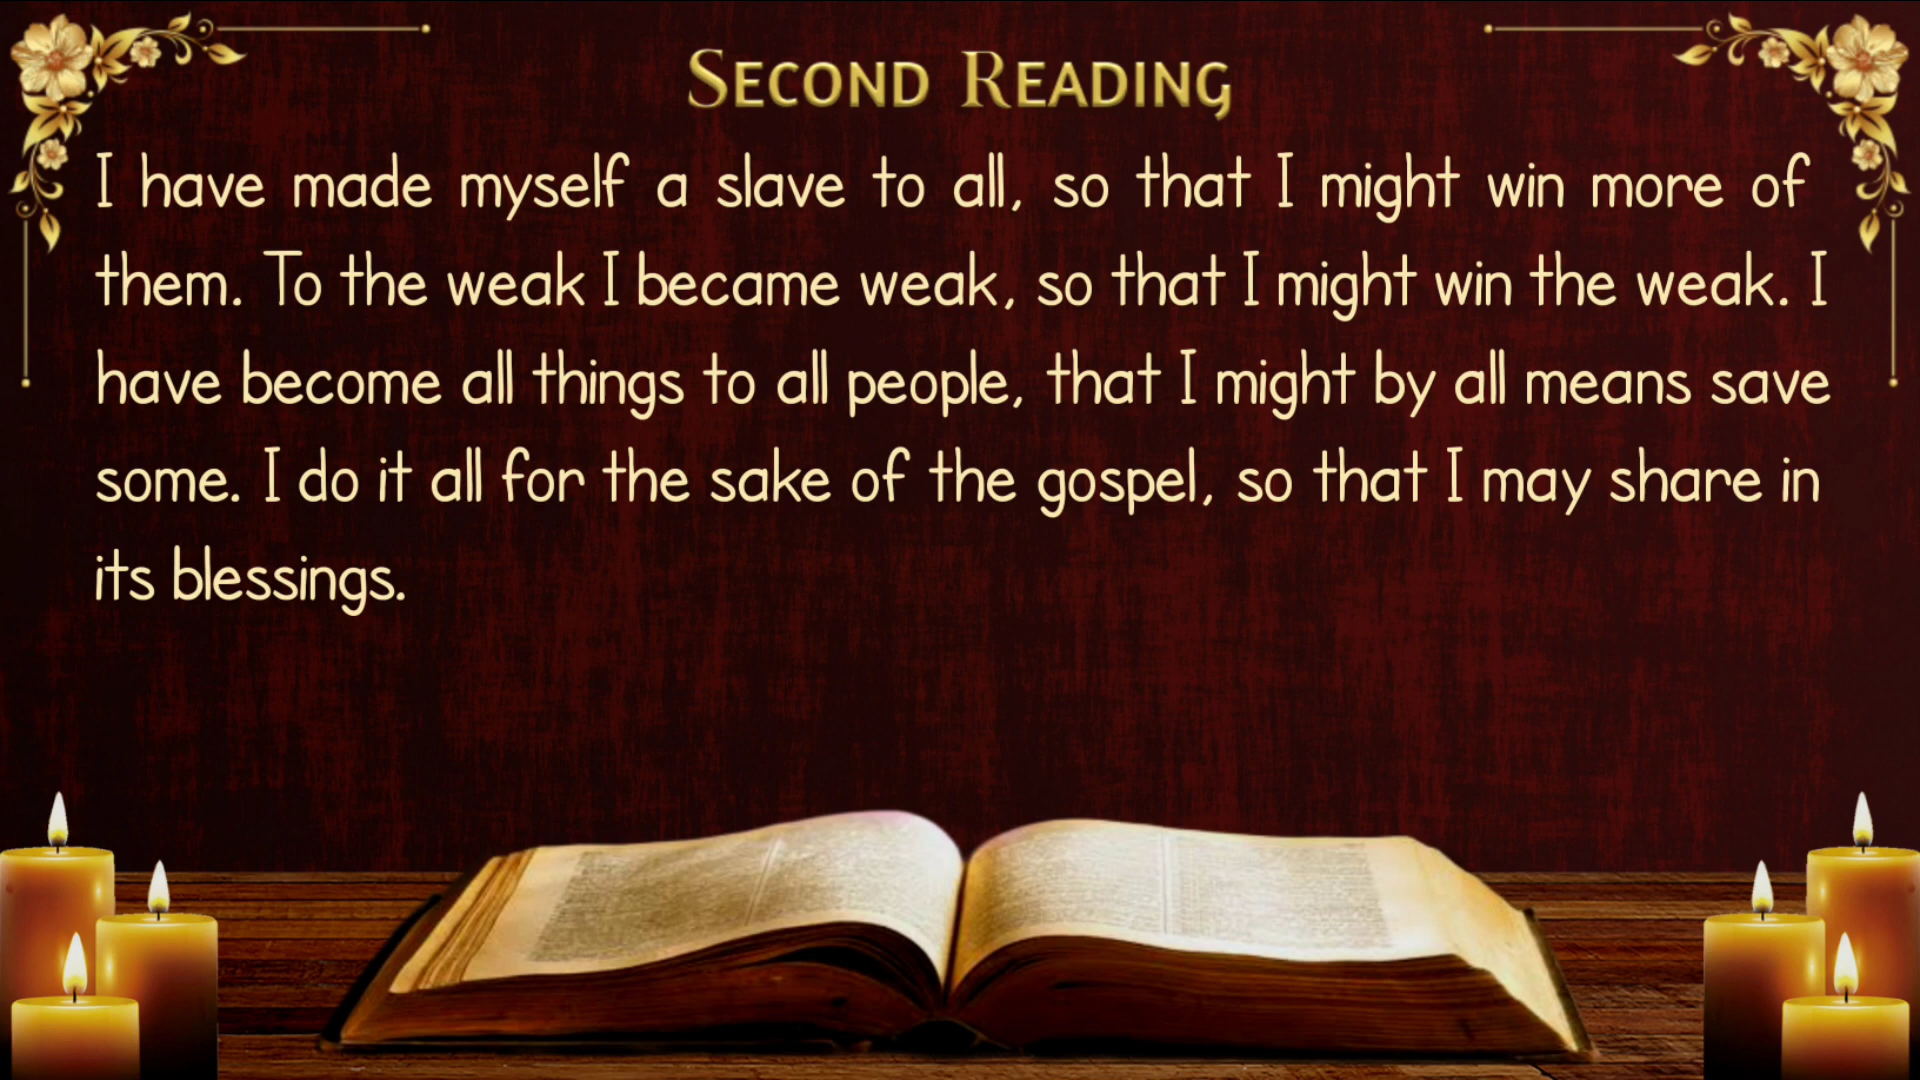 Second Reading
I have made myself a slave to all, so that I might win more of
them. To the weak I became weak, so that I might win the weak. I
have become all things to all people, that I might by all means save
some. I do it all for the sake of the gospel, so that I may share in
its blessings.